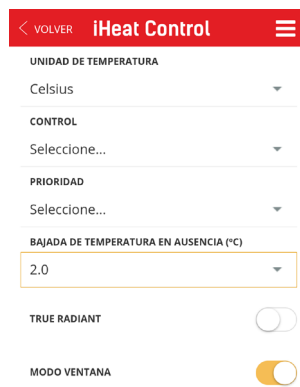 VOLVER iHeat Control
UNIDAD DE TEMPERATURA
Celsius
CONTROL
Seleccione...
PRIORIDAD
Seleccione...
BAJADA DE TEMPERATURA EN AUSENCIA (ºC)
2.0
TRUE RADIANT
MODO VENTANA